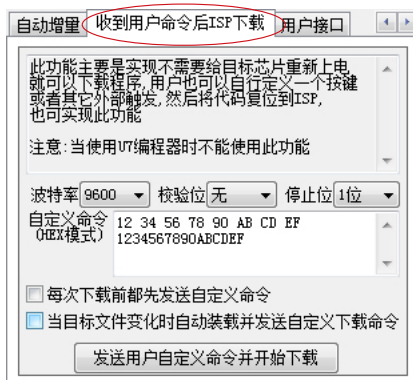 自动增量 收到用户命令后ISP下载 用户接口
此功能主要是实现不需要给目标芯片重新上电
就可以下载程序,用户也可以自行定义一个按键
或者其它外部触发,然后将代码复位到ISP,
也可实现此功能
注意:当使用U7编程器时不能使用此功能
波特率 9600 校验位 无 停止位 1位
自定义命令 12 34 56 78 90 AB CD EF
(HEX模式) 1234567890ABCDEF
每次下载前都先发送自定义命令
当目标文件变化时自动装载并发送自定义下载命令
发送用户自定义命令并开始下载